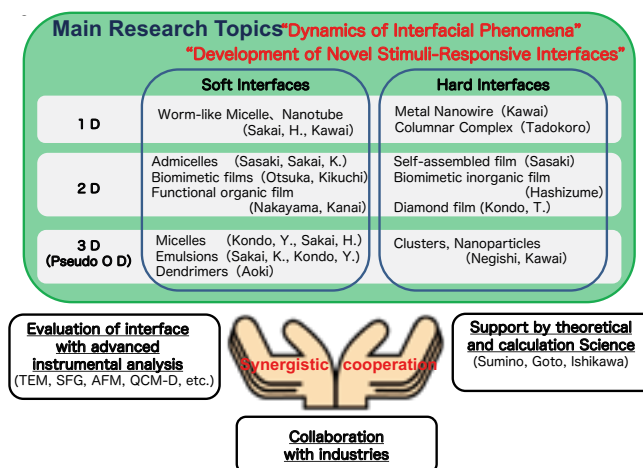 Main Research Topics "Dynamics of Interfacial Phenomena"
"Development of Novel Stimuli-Responsive Interfaces"
Soft Interfaces
Hard Interfaces
1 D
Worm-like Micelle、Nanotube
(Sakai, H., Kawai)
Metal Nanowire (Kawai)
Columnar Complex (Tadokoro)
2 D
Admicelles (Sasaki, Sakai, K.)
Biomimetic films (Otsuka, Kikuchi)
Functional organic film
(Nakayama, Kanai)
Self-assembled film (Sasaki)
Biomimetic inorganic film
(Hashizume)
Diamond film (Kondo, T.)
3 D
(Pseudo O D)
Micelles (Kondo, Y., Sakai, H.)
Emulsions (Sakai, K., Kondo, Y.)
Dendrimers (Aoki)
Clusters, Nanoparticles
(Negishi, Kawai)
Evaluation of interface
with advanced
instrumental analysis
(TEM, SFG, AFM, QCM-D, etc.)
Synergistic cooperation
Support by theoretical
and calculation Science
(Sumino, Goto, Ishikawa)
Collaboration
with industries